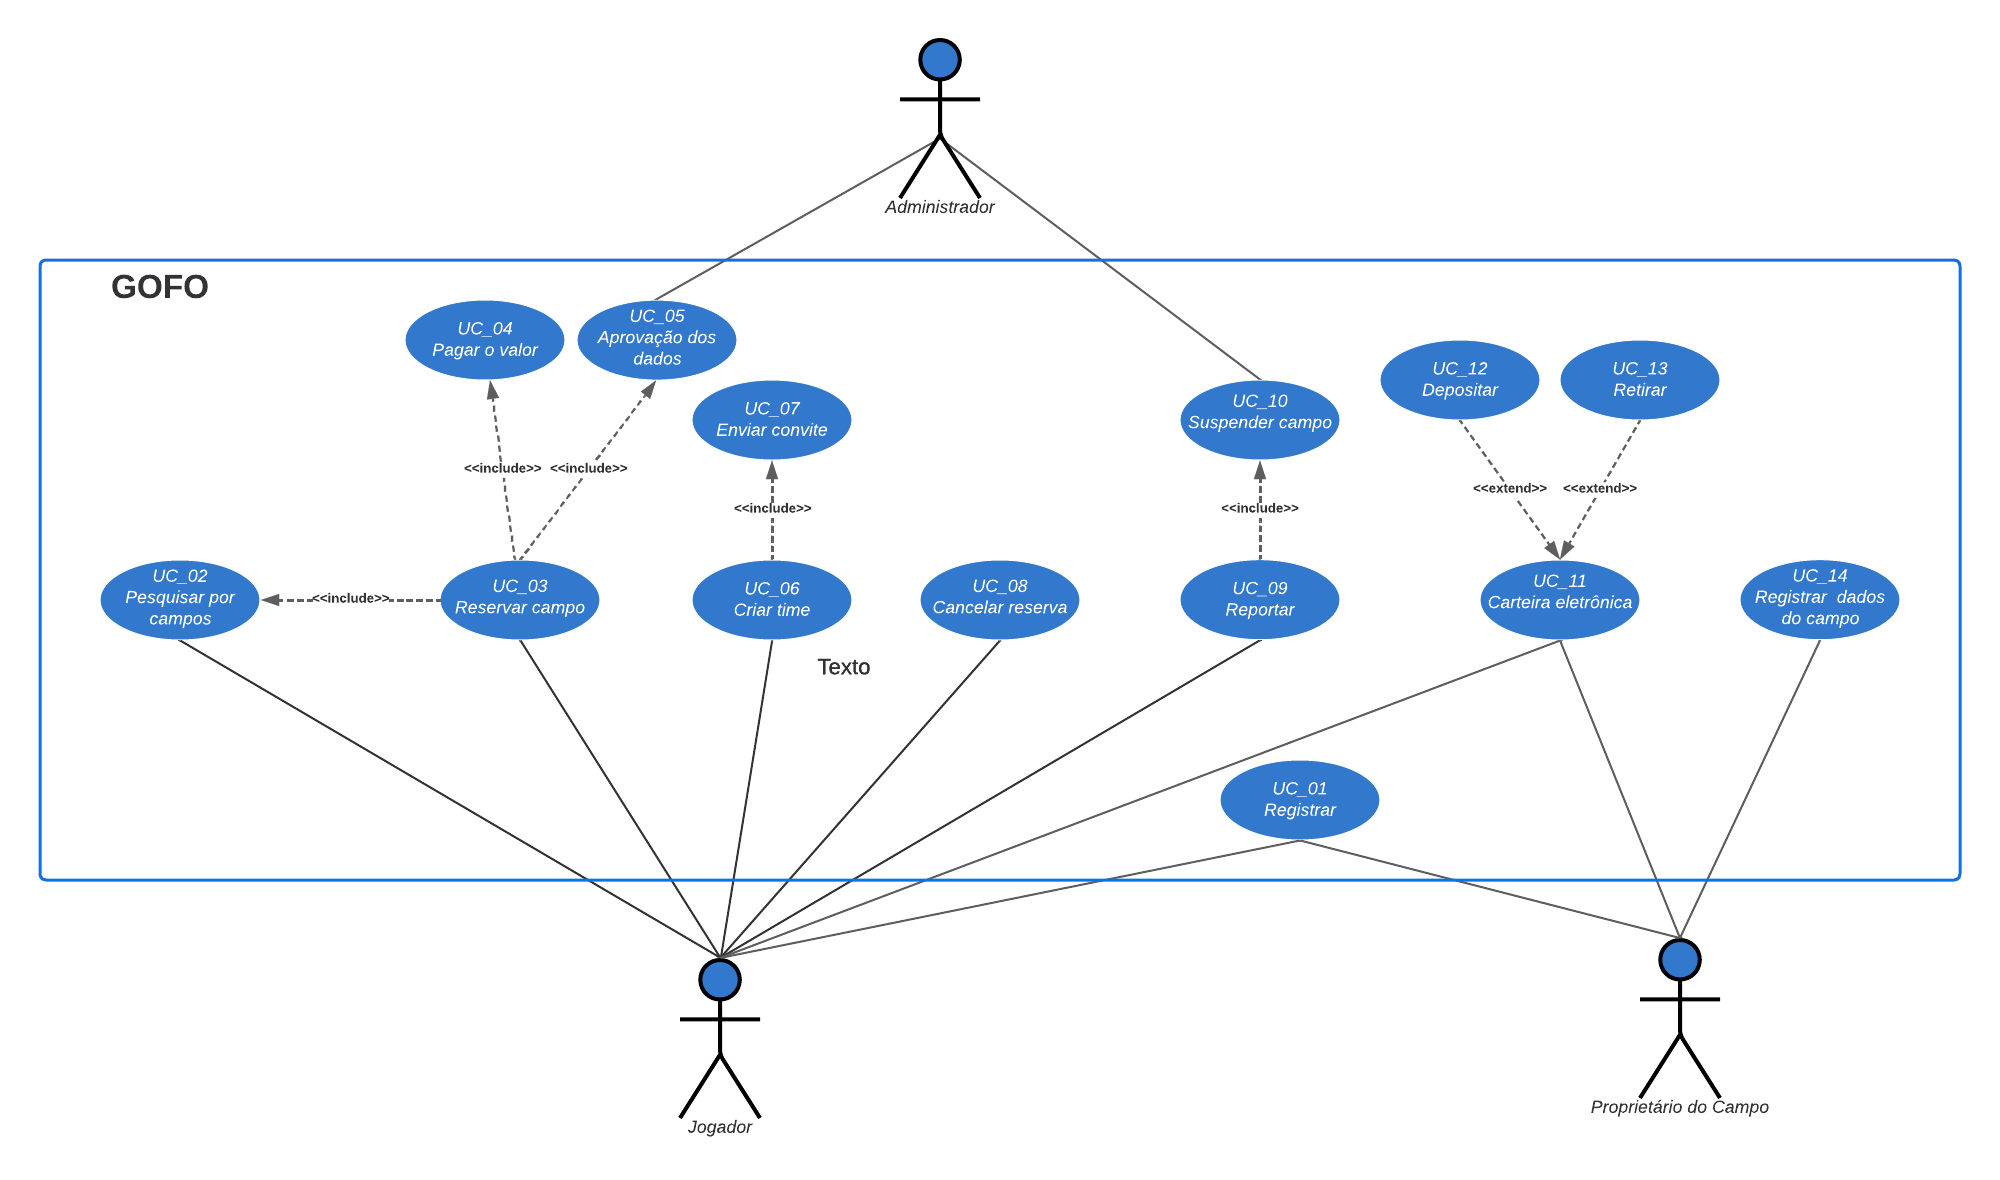 Administrador
GOFO
UC_04
Pagar o valor
UC_05
Aprovação dos
dados
UC_07
Enviar convite
UC_10
Suspender campo
UC_12
Depositar
UC_13
Retirar
<<include>>
<<include>>
<<include>>
<<include>>
<<extend>>
<<extend>>
UC_02
Pesquisar por
campos
<<include>>
UC_03
Reservar campo
UC_06
Criar time
UC_08
Cancelar reserva
UC_09
Reportar
UC_11
Carteira eletrônica
UC_14
Registrar  dados
do campo
Texto
UC_01
Registrar
Jogador
Proprietário do Campo